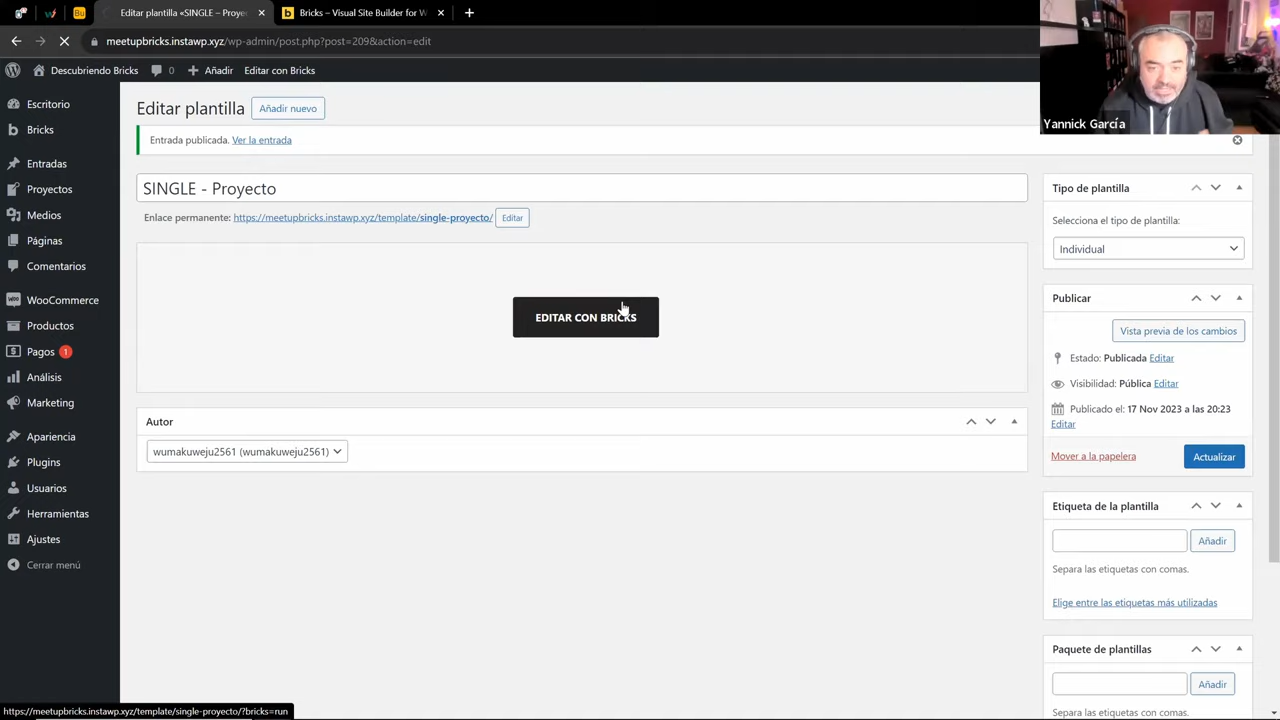 Editar plantilla «SINGLE – Proyecto
Bricks – Visual Site Builder for W
meetupbricks.instawp.xyz/wp-admin/post.php?post=209&action=edit
Descubriendo Bricks
0
Añadir
Editar con Bricks
Yannick García
Escritorio
Bricks
Entradas
Proyectos
Medios
Páginas
Comentarios
WooCommerce
Productos
Pagos 1
Análisis
Marketing
Apariencia
Plugins
Usuarios
Herramientas
Ajustes
Cerrar menú
Editar plantilla
Añadir nuevo
Entrada publicada. Ver la entrada
SINGLE - Proyecto
Enlace permanente: https://meetupbricks.instawp.xyz/template/single-proyecto/ Editar
EDITAR CON BRICKS
Autor
wumakuweju2561 (wumakuweju2561)
Tipo de plantilla
Selecciona el tipo de plantilla:
Individual
Publicar
Vista previa de los cambios
Estado: Publicada Editar
Visibilidad: Pública Editar
Publicado el: 17 Nov 2023 a las 20:23
Editar
Mover a la papelera
Actualizar
Etiqueta de la plantilla
Añadir
Separa las etiquetas con comas.
Elige entre las etiquetas más utilizadas
Paquete de plantillas
Añadir
Separa las etiquetas con comas.
https://meetupbricks.instawp.xyz/template/single-proyecto/?bricks=run